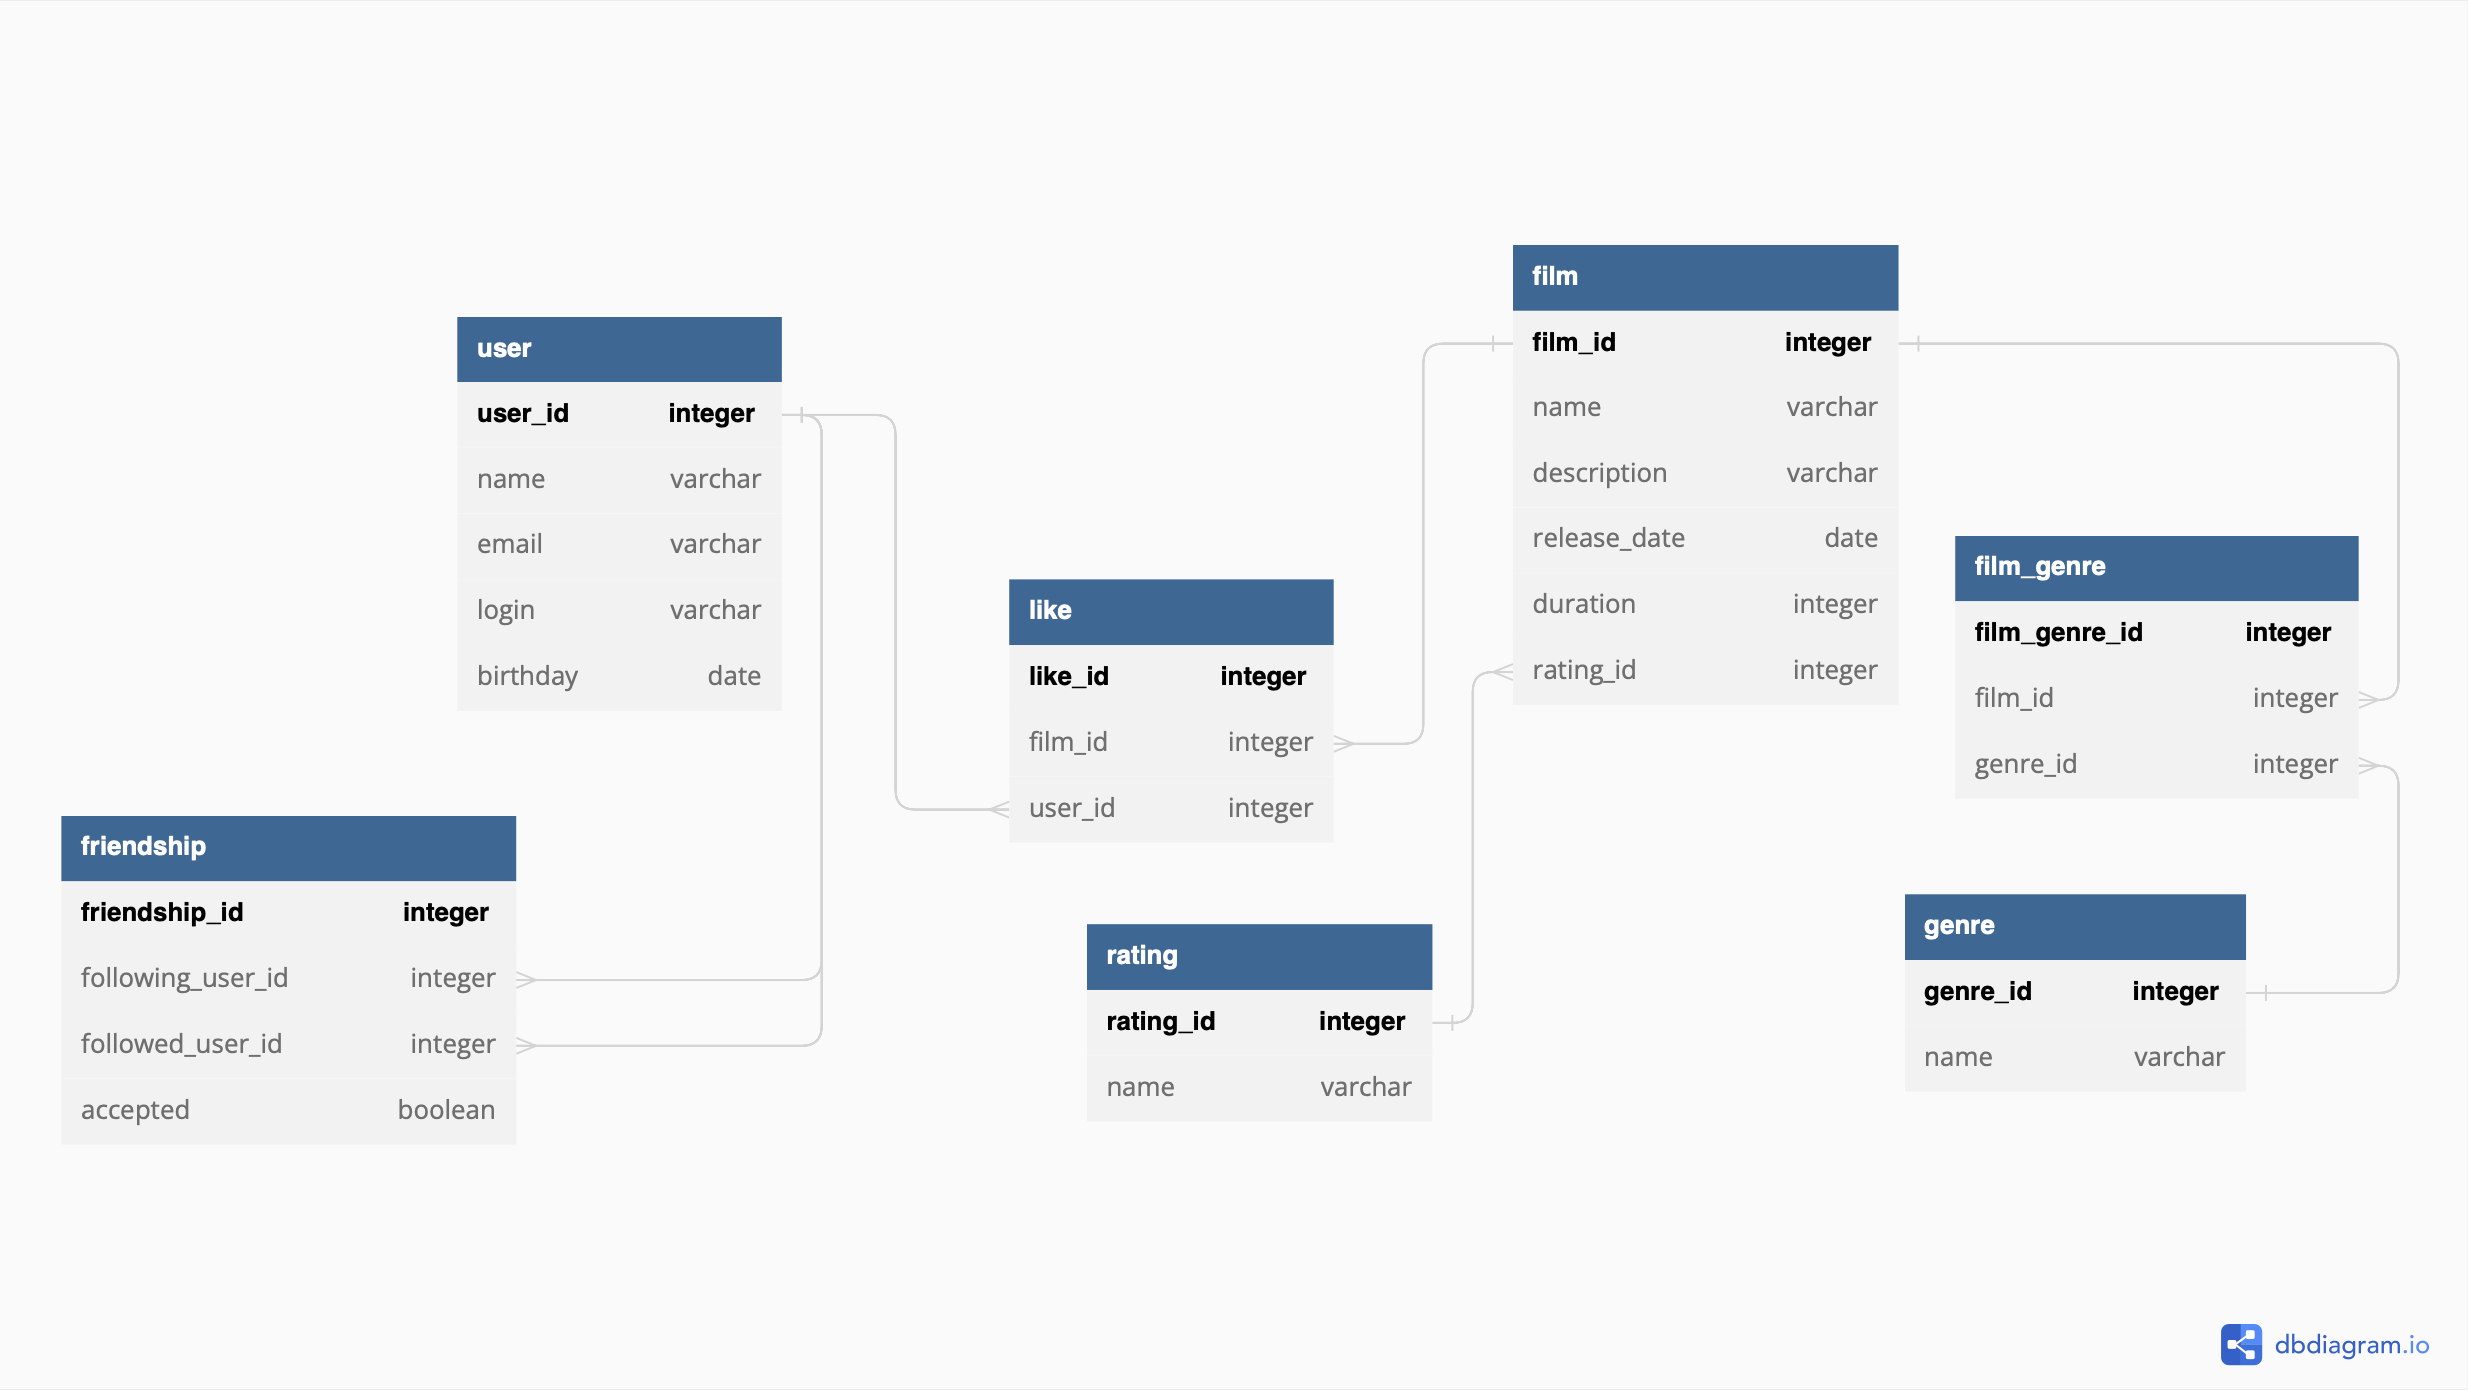 user
user_id integer
name varchar
email varchar
login varchar
birthday date
friendship
friendship_id integer
following_user_id integer
followed_user_id integer
accepted boolean
like
like_id integer
film_id integer
user_id integer
rating
rating_id integer
name varchar
film
film_id integer
name varchar
description varchar
release_date date
duration integer
rating_id integer
film_genre
film_genre_id integer
film_id integer
genre_id integer
genre
genre_id integer
name varchar
dbdiagram.io